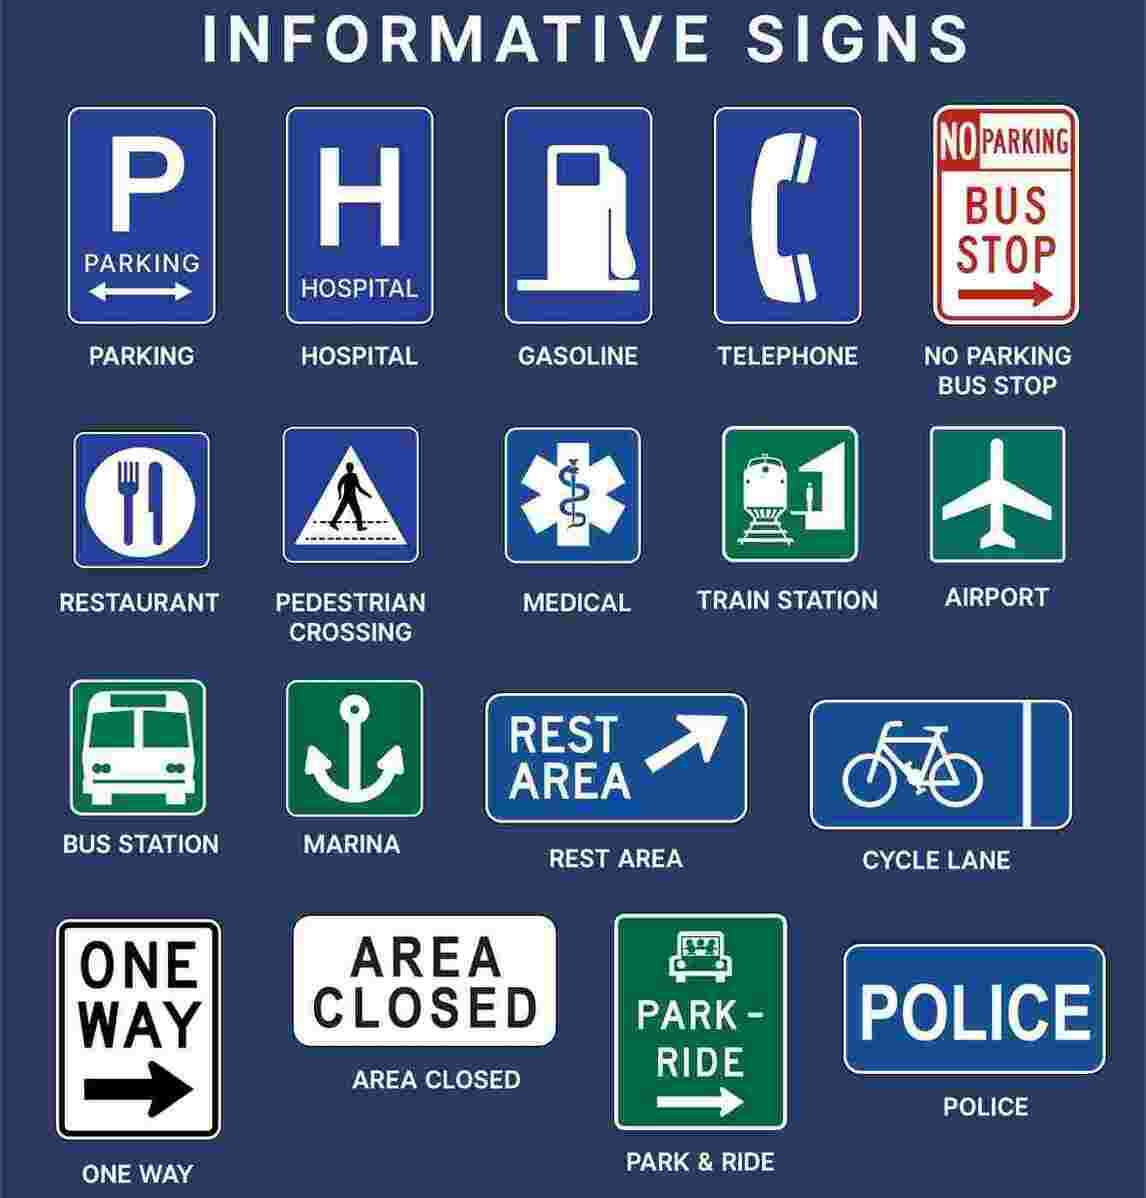 INFORMATIVE SIGNS
P
PARKING
H
HOSPITAL
NO PARKING
BUS
STOP
PARKING
HOSPITAL
GASOLINE
TELEPHONE
NO PARKING
BUS STOP
RESTAURANT
PEDESTRIAN
CROSSING
MEDICAL
TRAIN STATION
AIRPORT
REST
AREA
BUS STATION
MARINA
REST AREA
CYCLE LANE
ONE
WAY
AREA
CLOSED
PARK -
RIDE
POLICE
ONE WAY
AREA CLOSED
PARK & RIDE
POLICE